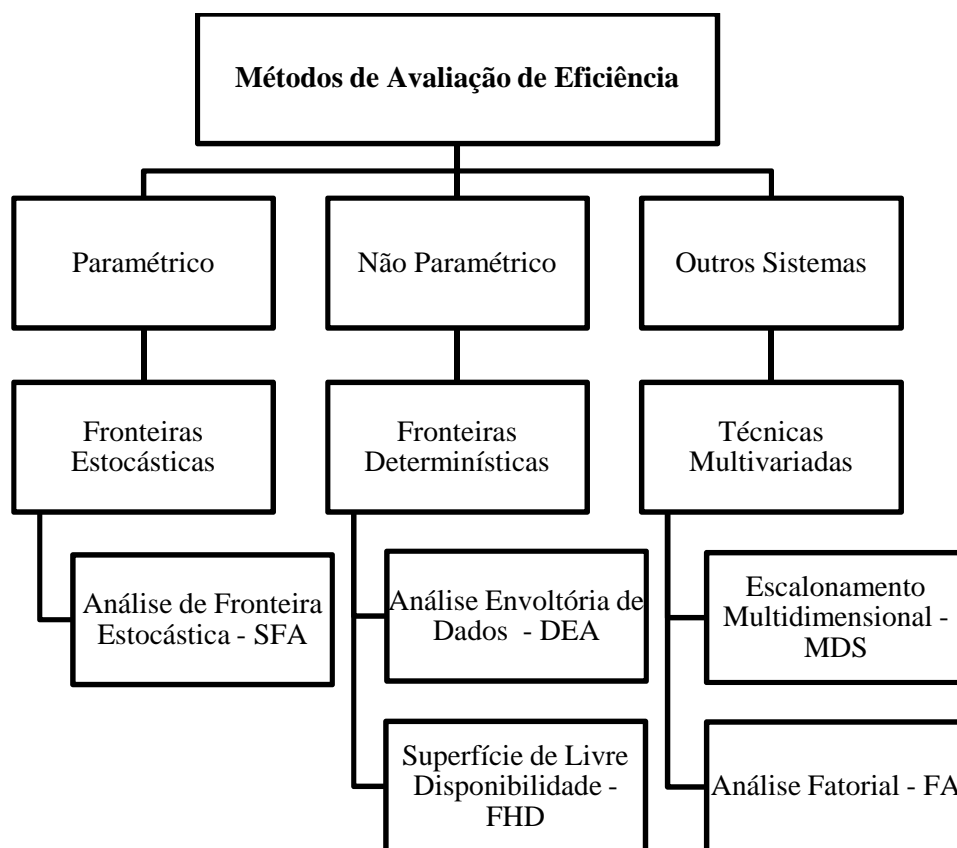 Métodos de Avaliação de Eficiência
Paramétrico
Não Paramétrico
Outros Sistemas
Fronteiras
Estocásticas
Fronteiras
Determinísticas
Técnicas
Multivariadas
Análise de Fronteira
Estocástica - SFA
Análise Envoltória de
Dados - DEA
Escalonamento
Multidimensional -
MDS
Superfície de Livre
Disponibilidade -
FHD
Análise Fatorial - FA